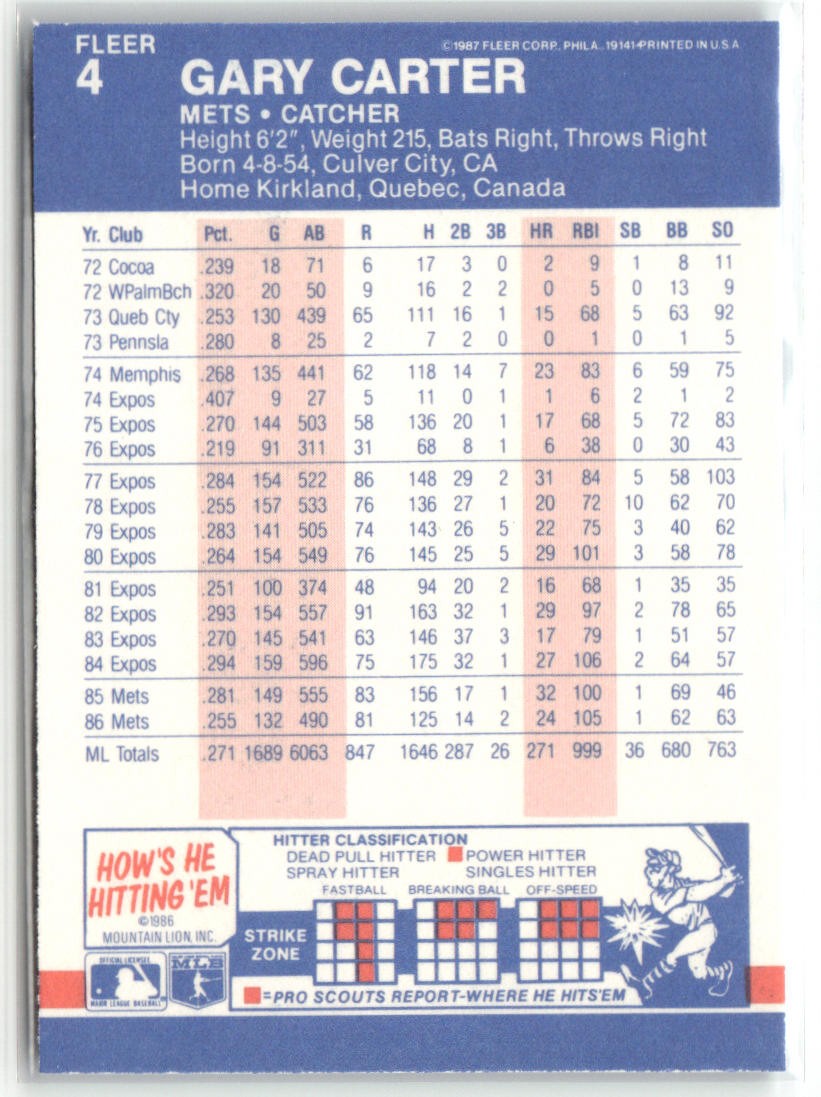 FLEER
©1987 FLEER CORP. PHILA. 19141-PRINTED IN U.S.A
4 GARY CARTER
METS • CATCHER
Height 6'2", Weight 215, Bats Right, Throws Right
Born 4-8-54, Culver City, CA
Home Kirkland, Quebec, Canada
Yr. Club Pct. G AB R H 2B 3B HR RBI SB BB SO
72 Cocoa .239 18 71 6 17 3 0 2 9 1 8 11
72 WPalmBch .320 20 50 9 16 2 2 0 5 0 13 9
73 Queb Cty .253 130 439 65 111 16 1 15 68 5 63 92
73 Pennsla .280 8 25 2 7 2 0 0 1 0 1 5
74 Memphis .268 135 441 62 118 14 7 23 83 6 59 75
74 Expos .407 9 27 5 11 0 1 1 6 2 1 2
75 Expos .270 144 503 58 136 20 1 17 68 5 72 83
76 Expos .219 91 311 31 68 8 1 6 38 0 30 43
77 Expos .284 154 522 86 148 29 2 31 84 5 58 103
78 Expos .255 157 533 76 136 27 1 20 72 10 62 70
79 Expos .283 141 505 74 143 26 5 22 75 3 40 62
80 Expos .264 154 549 76 145 25 5 29 101 3 58 78
81 Expos .251 100 374 48 94 20 2 16 68 1 35 35
82 Expos .293 154 557 91 163 32 1 29 97 2 78 65
83 Expos .270 145 541 63 146 37 3 17 79 1 51 57
84 Expos .294 159 596 75 175 32 1 27 106 2 64 57
85 Mets .281 149 555 83 156 17 1 32 100 1 69 46
86 Mets .255 132 490 81 125 14 2 24 105 1 62 63
ML Totals .271 1689 6063 847 1646 287 26 271 999 36 680 763
HOW'S HE
HITTING 'EM
©1986
MOUNTAIN LION, INC.
HITTER CLASSIFICATION
DEAD PULL HITTER POWER HITTER
SPRAY HITTER SINGLES HITTER
FASTBALL BREAKING BALL OFF-SPEED
STRIKE
ZONE
=PRO SCOUTS REPORT-WHERE HE HITS'EM
OFFICIAL LICENSEE
MAJOR LEAGUE BASEBALL
MLB